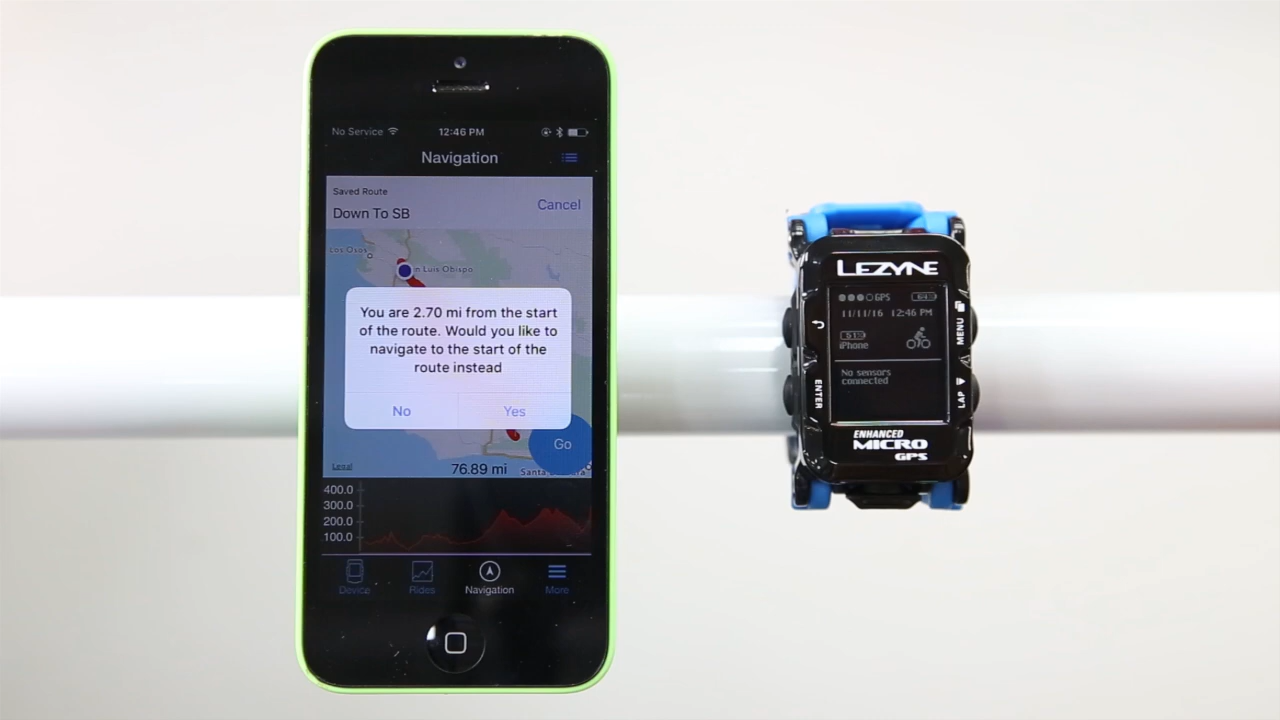 No Service
12:46 PM
Navigation
Saved Route
Down To SB
Cancel
Los Osos
n Luis Obispo
You are 2.70 mi from the start
of the route. Would you like to
navigate to the start of the
route instead
No
Yes
Go
Legal
76.89 mi
Santa
400.0
300.0
200.0
100.0
Device
Rides
Navigation
More
LEZYNE
GPS
11/11/16 12:46 PM
51
iPhone
No sensors
connected
MENU
ENTER
LAP
ENHANCED
MICRO
GPS